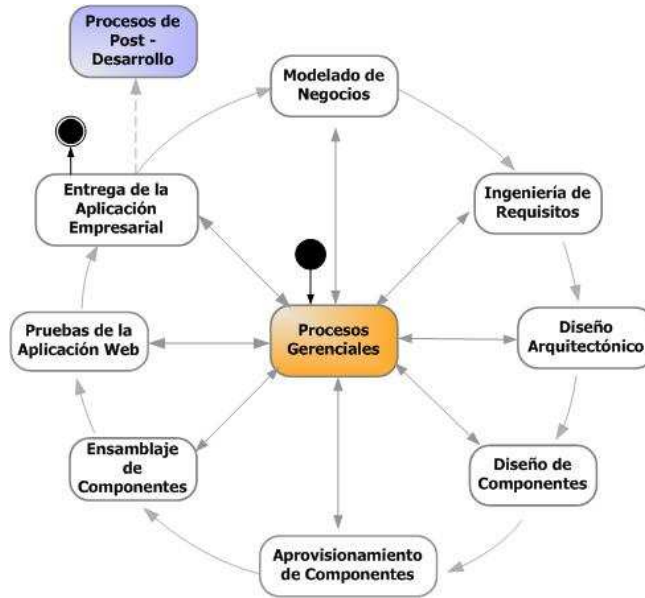 Procesos de
Post -
Desarrollo
Modelado de
Negocios
Entrega de la
Aplicación
Empresarial
Ingeniería de
Requisitos
Procesos
Gerenciales
Pruebas de la
Aplicación Web
Diseño
Arquitectónico
Ensamblaje
de
Componentes
Diseño de
Componentes
Aprovisionamiento
de Componentes